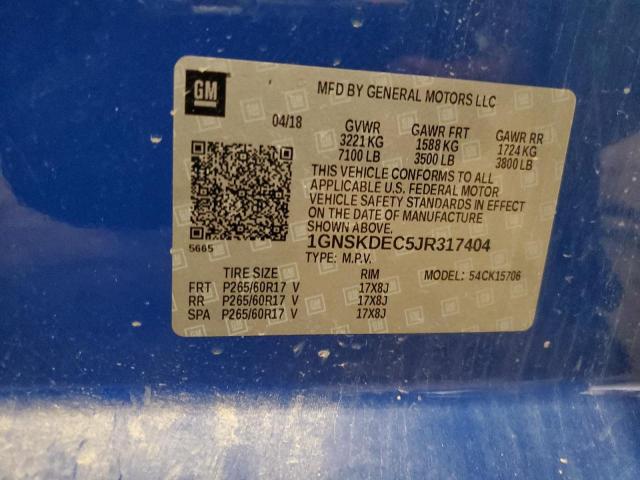 GM
MFD BY GENERAL MOTORS LLC
04/18 GVWR GAWR FRT GAWR RR
3221 KG 1588 KG 1724 KG
7100 LB 3500 LB 3800 LB
THIS VEHICLE CONFORMS TO ALL
APPLICABLE U.S. FEDERAL MOTOR
VEHICLE SAFETY STANDARDS IN EFFECT
ON THE DATE OF MANUFACTURE
SHOWN ABOVE.
5665 1GNSKDEC5JR317404
TYPE: M.P.V. MODEL: 54CK15706
TIRE SIZE RIM
FRT P265/60R17 V 17X8J
RR P265/60R17 V 17X8J
SPA P265/60R17 V 17X8J